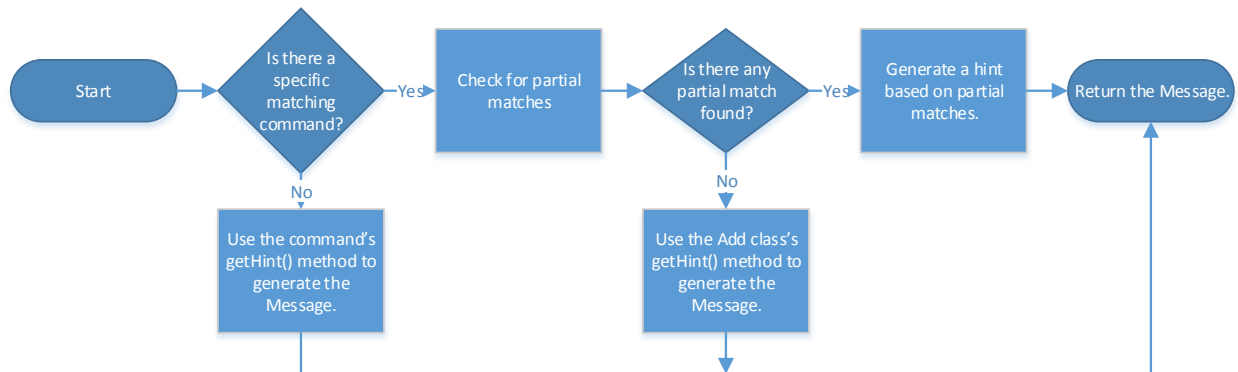 Start
Is there a
specific
matching
command?
Yes
Check for partial
matches
Is there any
partial match
found?
Yes
Generate a hint
based on partial
matches.
Return the Message.
No
Use the command’s
getHint() method to
generate the
Message.
No
Use the Add class’s
getHint() method to
generate the
Message.